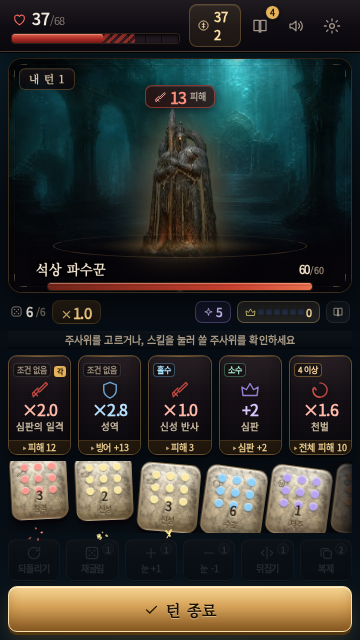 37/68
37
2
4
내 턴 1
13 피해
석상 파수꾼
60/60
6/6
×1.0
5
0
주사위를 고르거나, 스킬을 눌러 쓸 주사위를 확인하세요
조건 없음 각
조건 없음
홀수
소수
4 이상
×2.0
×2.8
×1.0
+2
×1.6
심판의 일격
성역
신성 반사
심판
천벌
▸피해 12
▸방어 +13
▸피해 3
▸심판 +2
▸전체 피해 10
3
2
3
6
1
1
1
1
1
2
되돌리기
재굴림
눈 +1
눈 -1
뒤집기
복제
턴 종료